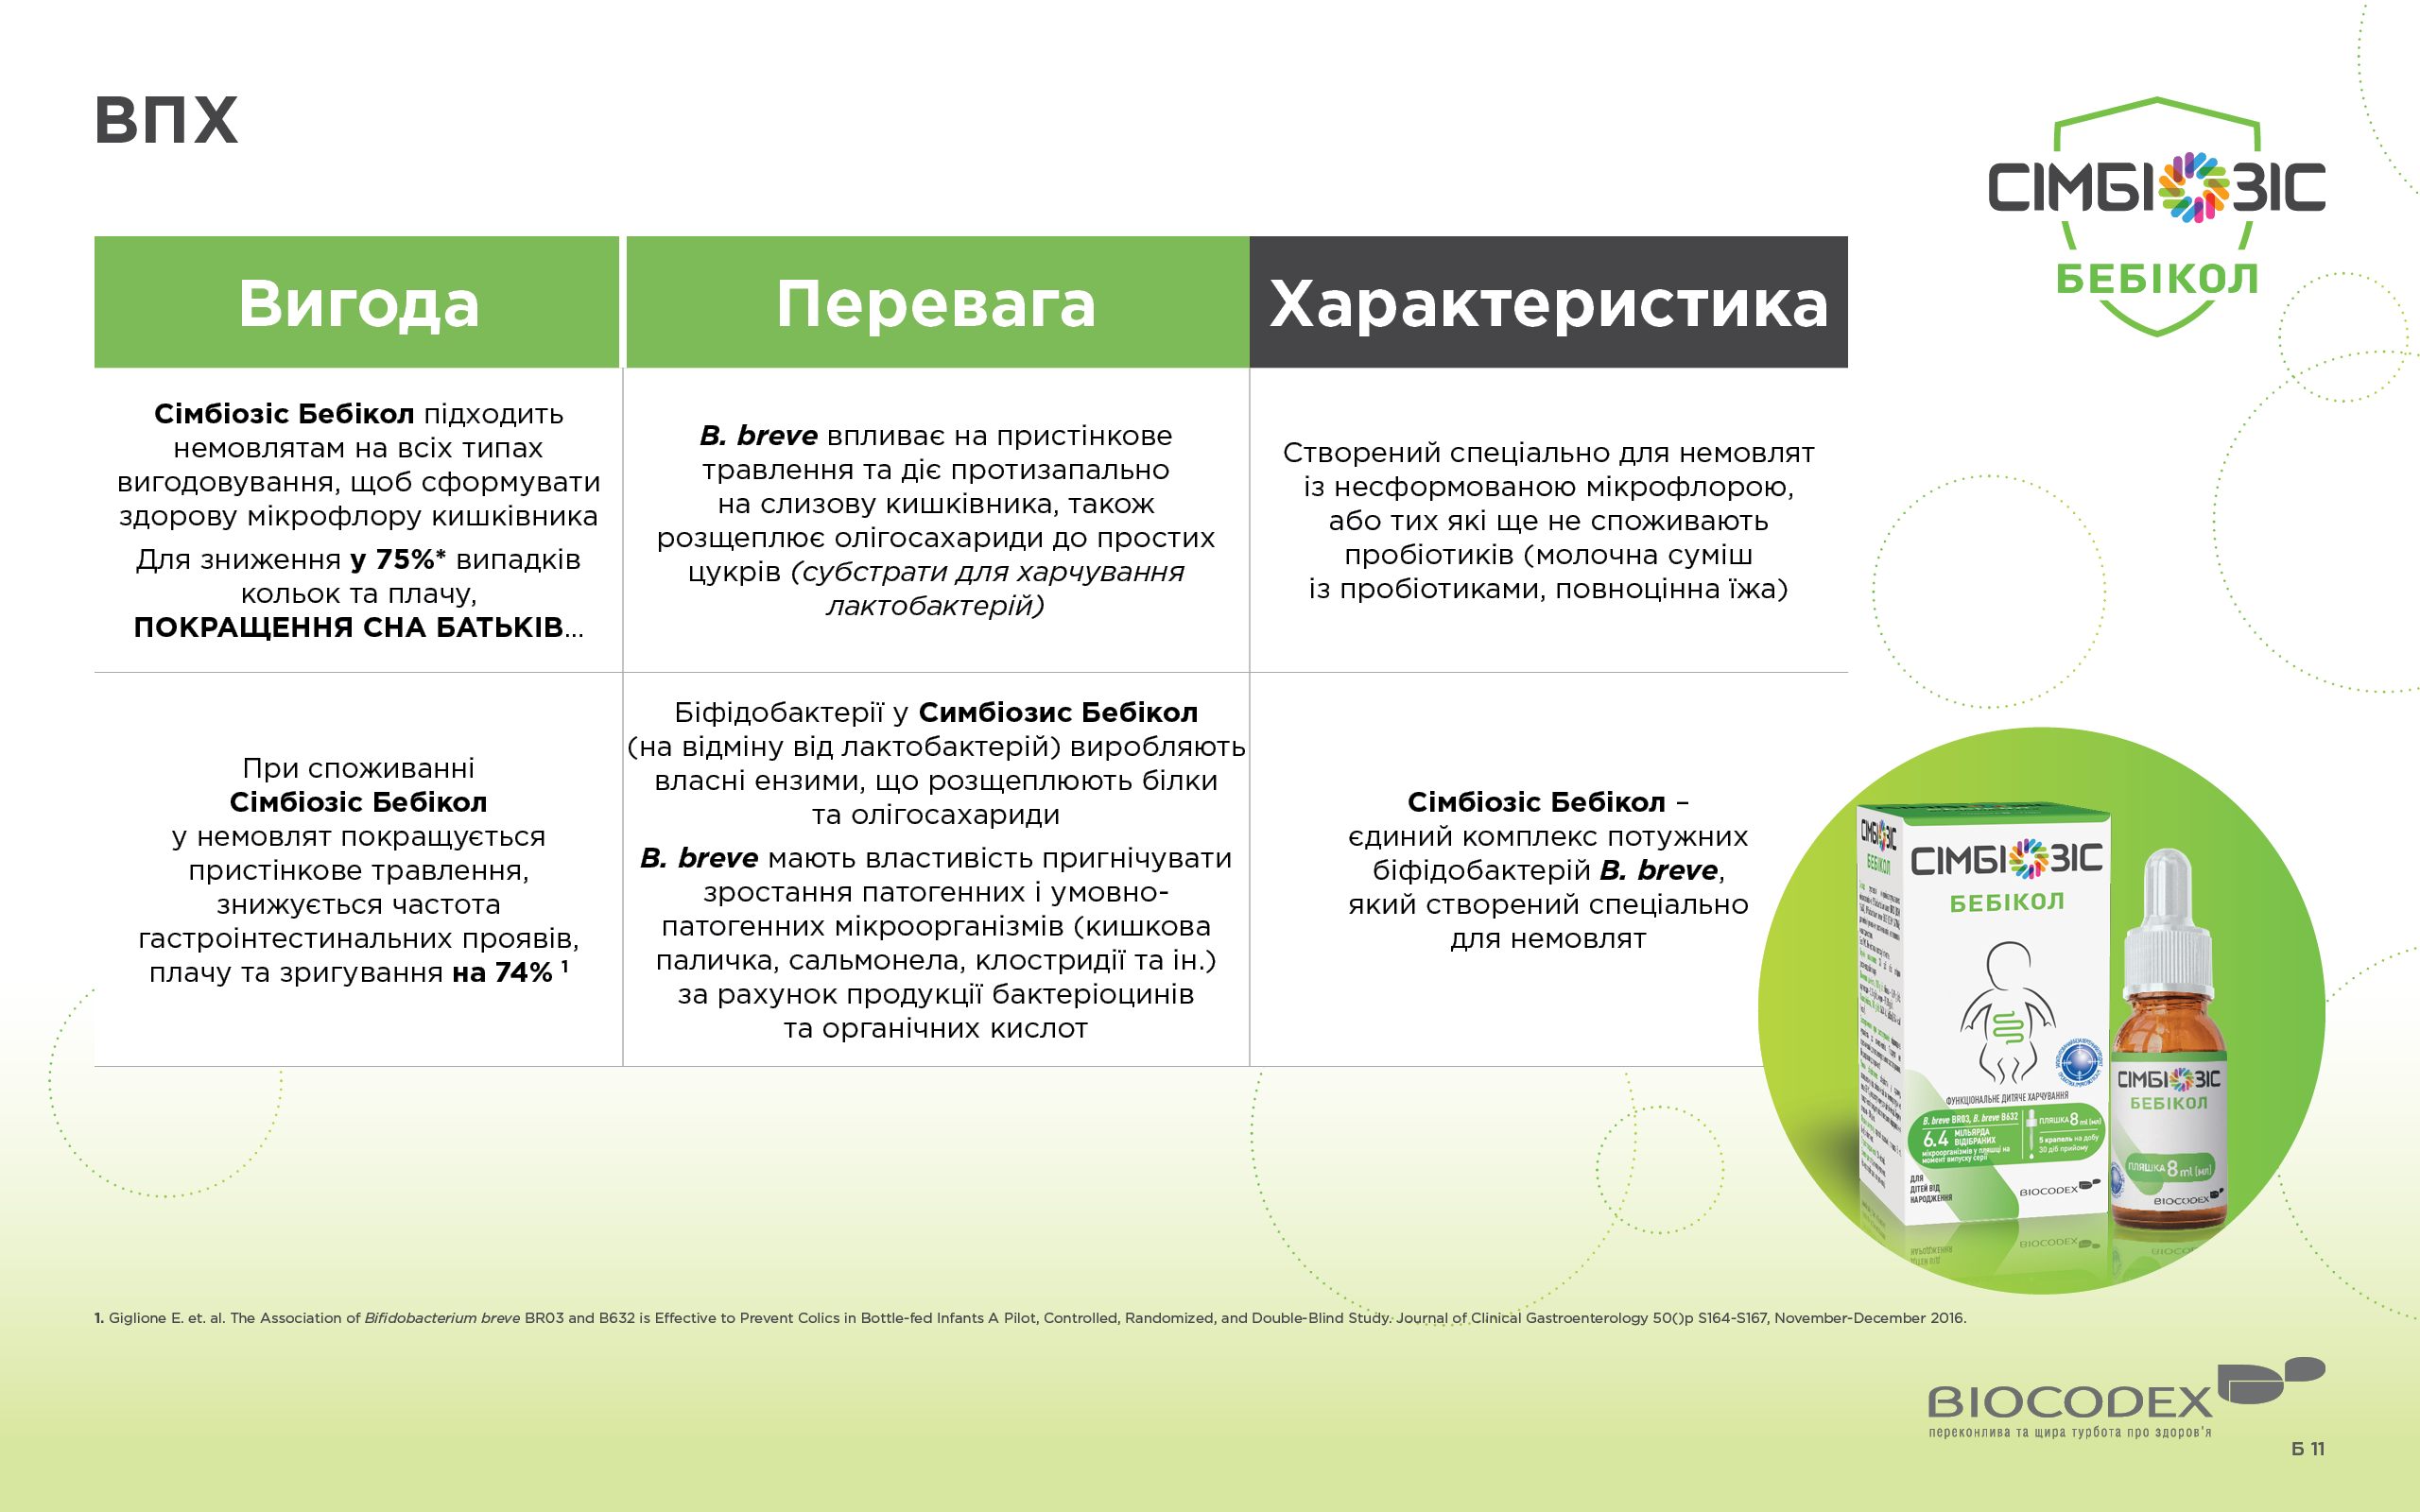 ВПХ
СІМБІОЗІС
БЕБІКОЛ
Вигода
Перевага
Характеристика
Сімбіозіс Бебікол підходить
немовлятам на всіх типах
вигодовування, щоб сформувати
здорову мікрофлору кишківника
Для зниження у 75%* випадків
кольок та плачу,
ПОКРАЩЕННЯ СНА БАТЬКІВ...
B. breve впливає на пристінкове
травлення та діє протизапально
на слизову кишківника, також
розщеплює олігосахариди до простих
цукрів (субстрати для харчування
лактобактерій)
Створений спеціально для немовлят
із несформованою мікрофлорою,
або тих які ще не споживають
пробіотиків (молочна суміш
із пробіотиками, повноцінна їжа)
При споживанні
Сімбіозіс Бебікол
у немовлят покращується
пристінкове травлення,
знижується частота
гастроінтестинальних проявів,
плачу та зригування на 74% 1
Біфідобактерії у Симбіозис Бебікол
(на відміну від лактобактерій) виробляють
власні ензими, що розщеплюють білки
та олігосахариди
B. breve мають властивість пригнічувати
зростання патогенних і умовно-
патогенних мікроорганізмів (кишкова
паличка, сальмонела, клостридії та ін.)
за рахунок продукції бактеріоцинів
та органічних кислот
Сімбіозіс Бебікол –
єдиний комплекс потужних
біфідобактерій B. breve,
який створений спеціально
для немовлят
СІМБІОЗІС
БЕБІКОЛ
СІМБІОЗІС
БЕБІКОЛ
ФУНКЦІОНАЛЬНЕ ДИТЯЧЕ ХАРЧУВАННЯ
B. breve BR03, B. breve B632
6.4 МІЛЬЯРДА
ВІДІБРАНИХ
мікроорганізмів у пляшці на
момент випуску серії
ПЛЯШКА 8 ml (мл)
5 крапель на добу
30 діб прийому
ДЛЯ
ДІТЕЙ ВІД
НАРОДЖЕННЯ
BIOCODEX
СІМБІОЗІС
БЕБІКОЛ
ПЛЯШКА 8 ml (мл)
BIOCODEX
1. Giglione E. et. al. The Association of Bifidobacterium breve BR03 and B632 is Effective to Prevent Colics in Bottle-fed Infants A Pilot, Controlled, Randomized, and Double-Blind Study. Journal of Clinical Gastroenterology 50()p S164-S167, November-December 2016.
BIOCODEX
переконлива та щира турбота про здоров'я
Б 11